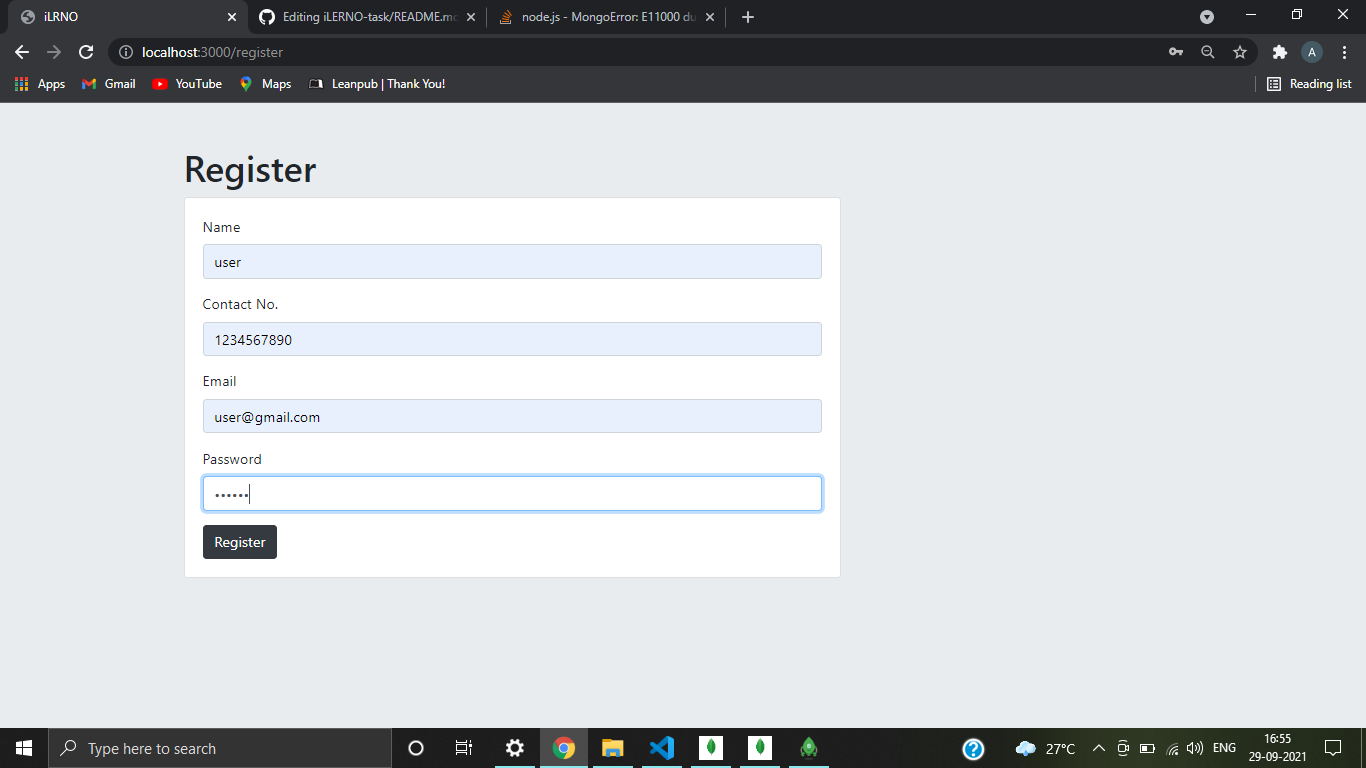 iLRNO
Editing iLERNO-task/README.mc
node.js - MongoError: E11000 du
localhost:3000/register
A
Apps
Gmail
YouTube
Maps
Leanpub | Thank You!
Reading list
Register
Name
user
Contact No.
1234567890
Email
user@gmail.com
Password
••••••
Register
Type here to search
27°C
ENG
16:55
29-09-2021